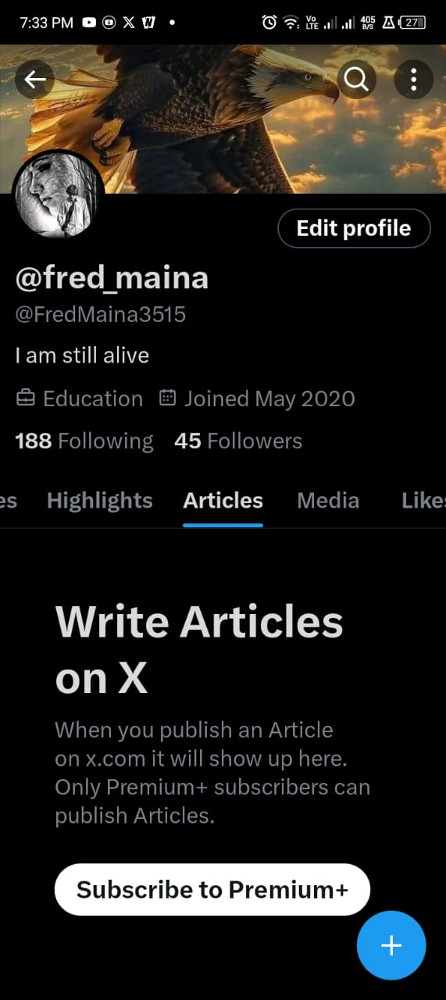 7:33 PM
Vo LTE
405 B/S
27
Edit profile
@fred_maina
@FredMaina3515
I am still alive
Education Joined May 2020
188 Following 45 Followers
es Highlights Articles Media Likes
Write Articles
on X
When you publish an Article
on x.com it will show up here.
Only Premium+ subscribers can
publish Articles.
Subscribe to Premium+